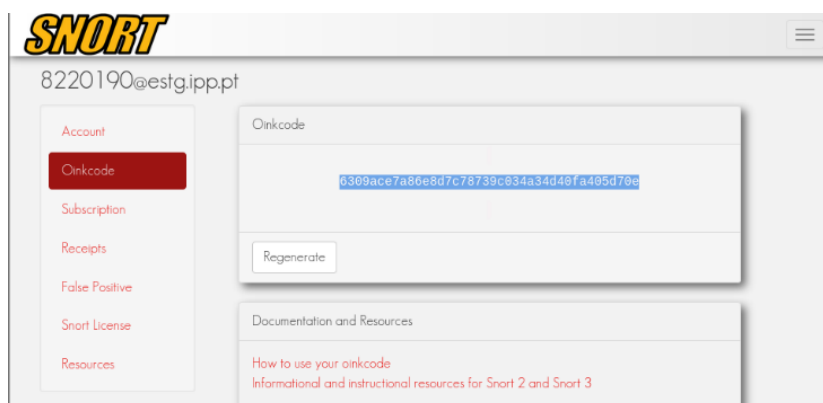 SNORT
8220190@estg.ipp.pt
Account
Oinkcode
Subscription
Receipts
False Positive
Snort License
Resources
Oinkcode
6309ace7a86e8d7c78739c034a34d40fa405d70e
Regenerate
Documentation and Resources
How to use your oinkcode
Informational and instructional resources for Snort 2 and Snort 3